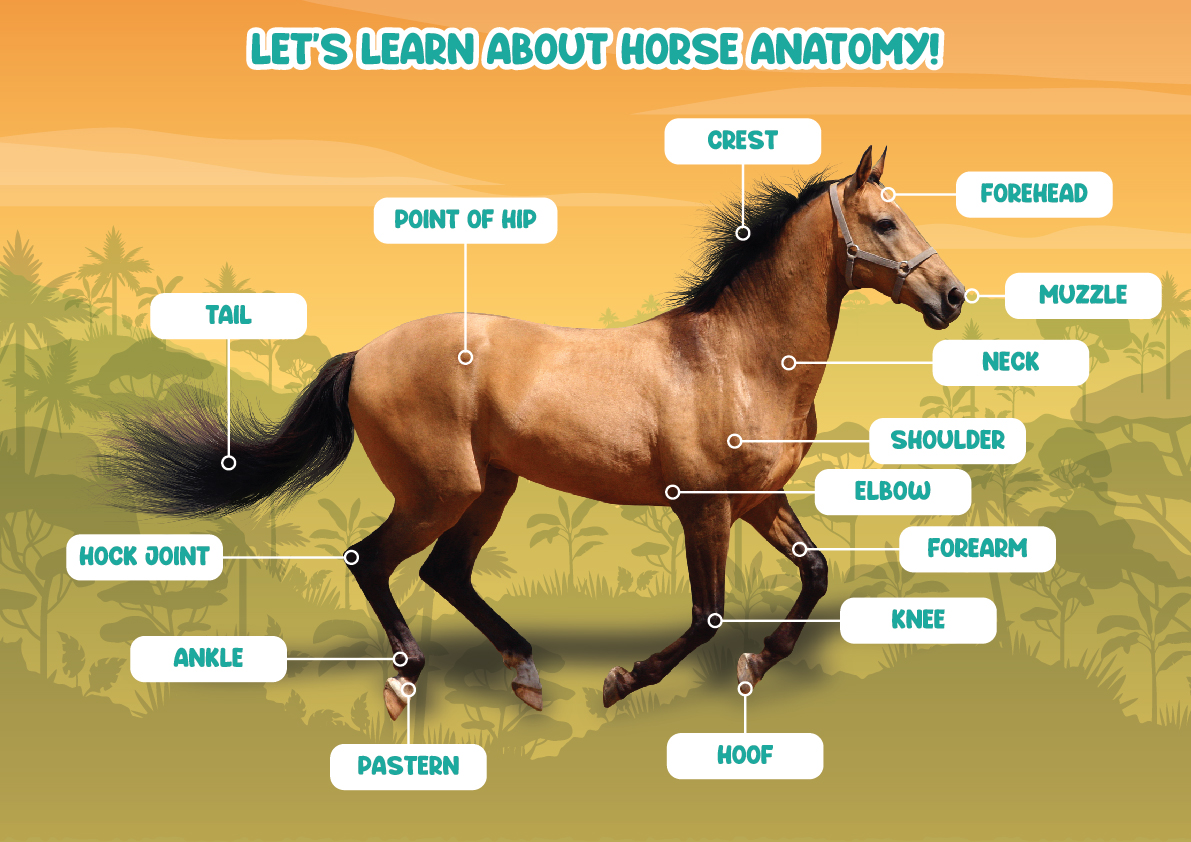 LET'S LEARN ABOUT HORSE ANATOMY!
CREST
FOREHEAD
POINT OF HIP
MUZZLE
TAIL
NECK
SHOULDER
ELBOW
HOCK JOINT
FOREARM
KNEE
ANKLE
HOOF
PASTERN